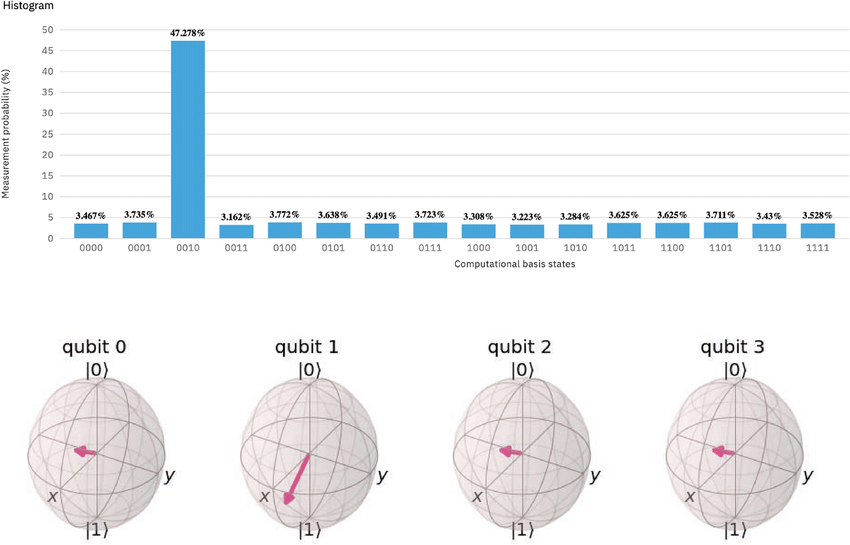 Histogram
Measurement probability (%)
50
45
40
35
30
25
20
15
10
5
0
47.278%
3.467% 3.735% 3.162% 3.772% 3.638% 3.491% 3.723% 3.308% 3.223% 3.284% 3.625% 3.625% 3.711% 3.43% 3.528%
0000 0001 0010 0011 0100 0101 0110 0111 1000 1001 1010 1011 1100 1101 1110 1111
Computational basis states
qubit 0 qubit 1 qubit 2 qubit 3
|0⟩ |0⟩ |0⟩ |0⟩
y y y y
x x x x
|1⟩ |1⟩ |1⟩ |1⟩